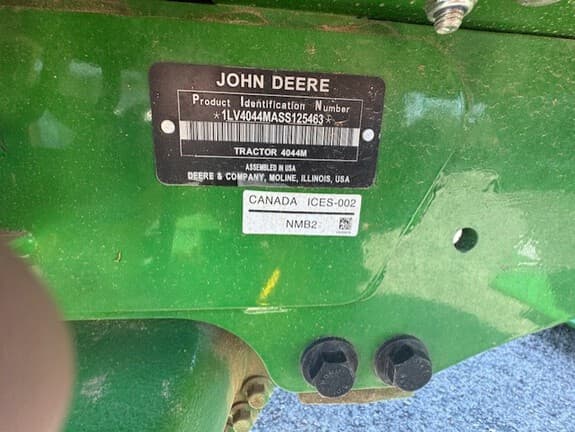 JOHN DEERE
Product Identification Number
*1LV4044MASS125463*
TRACTOR 4044M
ASSEMBLED IN USA
DEERE & COMPANY, MOLINE, ILLINOIS, USA
CANADA ICES-002
NMB2